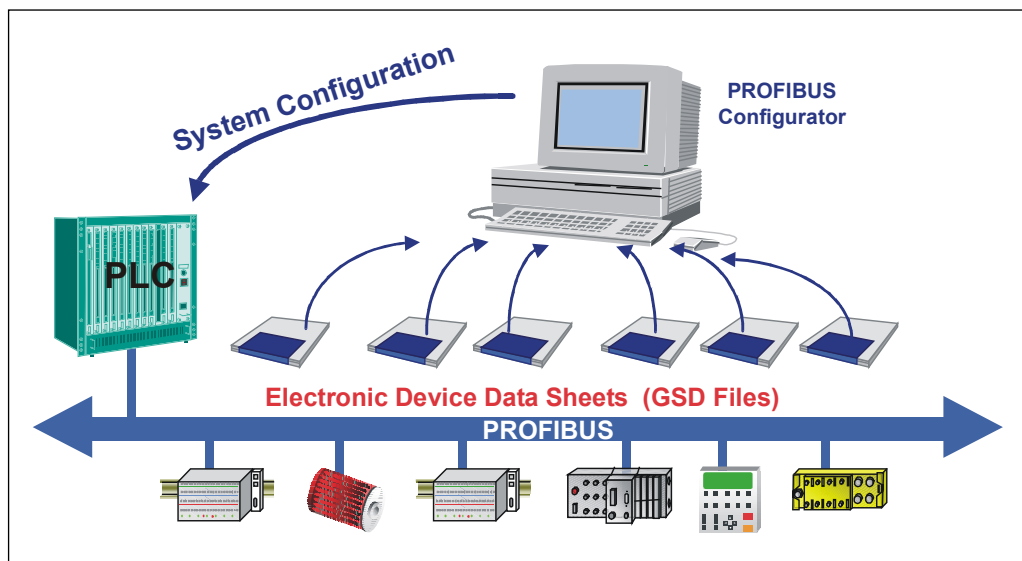 System Configuration
PROFIBUS
Configurator
PLC
Electronic Device Data Sheets (GSD Files)
PROFIBUS